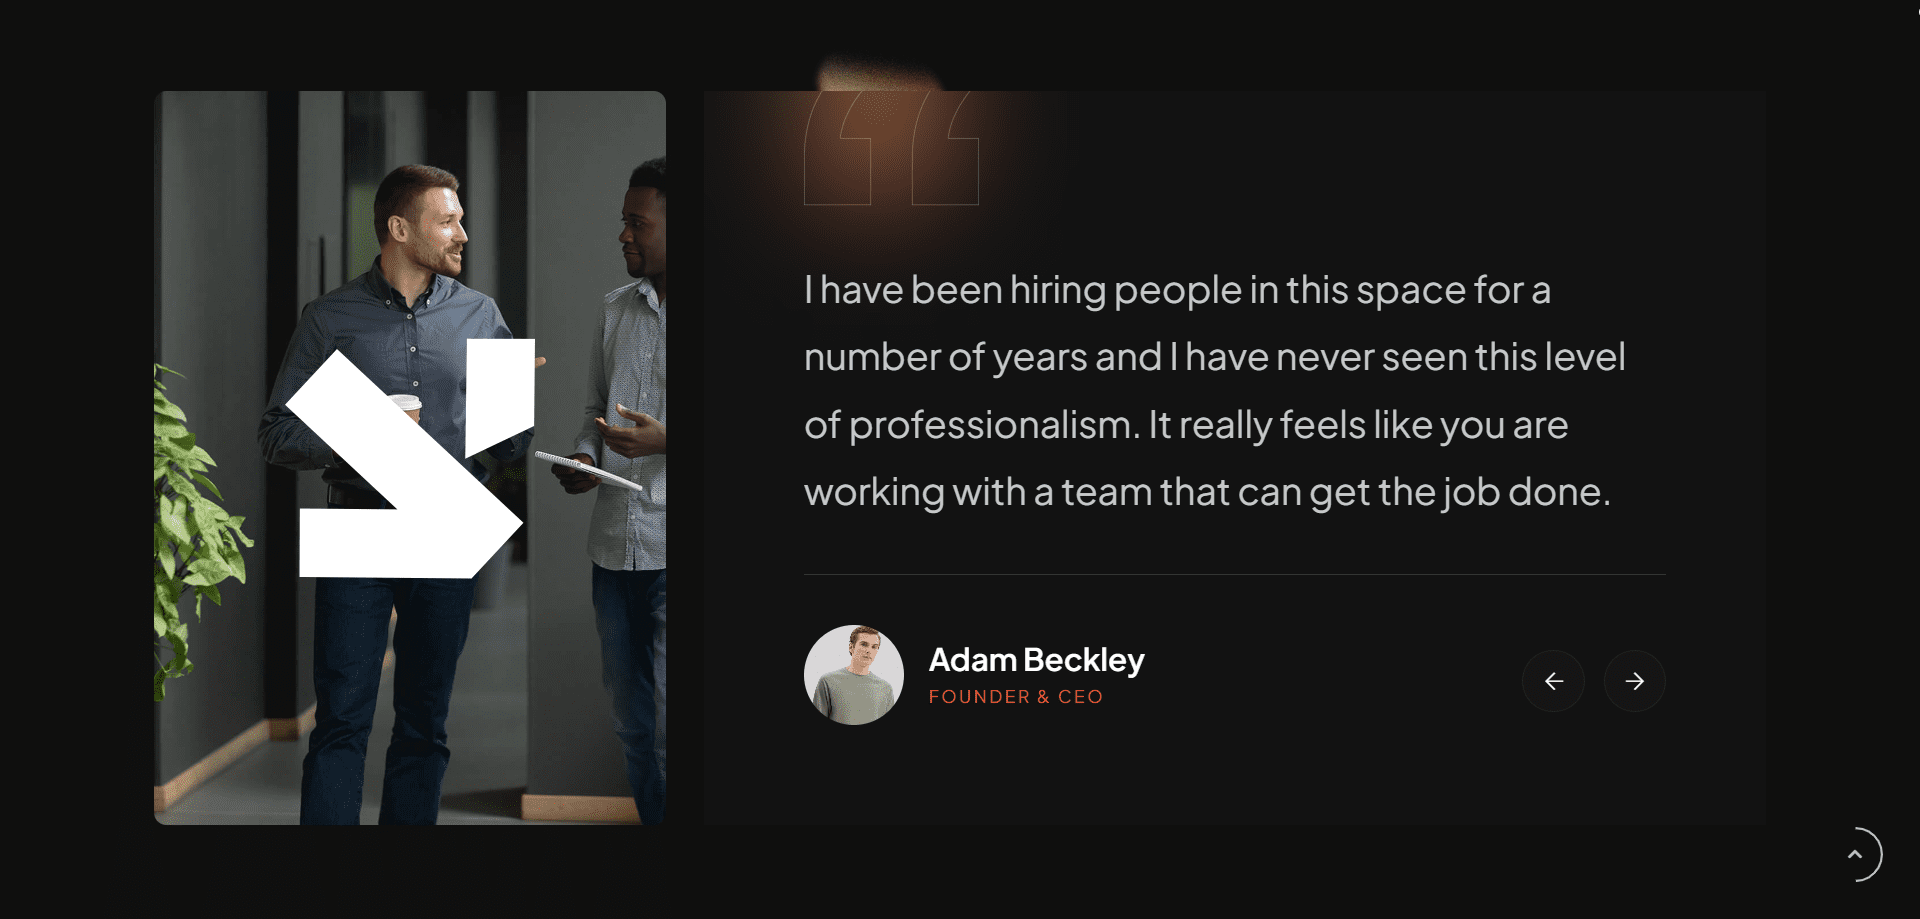 I have been hiring people in this space for a
number of years and I have never seen this level
of professionalism. It really feels like you are
working with a team that can get the job done.
Adam Beckley
FOUNDER & CEO